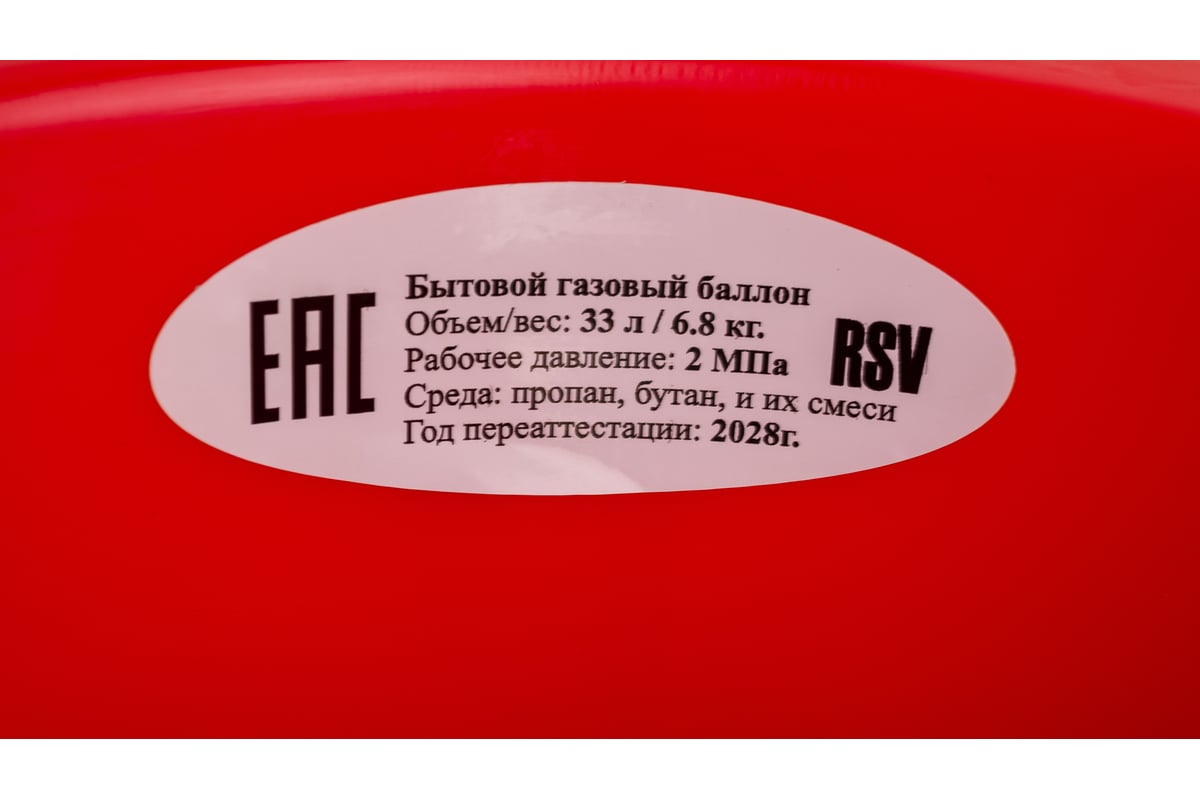 EAC
Бытовой газовый баллон
Объем/вес: 33 л / 6.8 кг.
Рабочее давление: 2 МПа
Среда: пропан, бутан, и их смеси
Год переаттестации: 2028г.
RSV